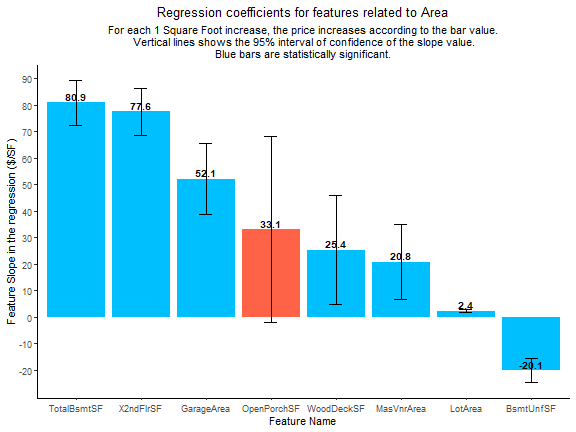 Regression coefficients for features related to Area
For each 1 Square Foot increase, the price increases according to the bar value.
Vertical lines shows the 95% interval of confidence of the slope value.
Blue bars are statistically significant.
Feature Slope in the regression ($/SF)
90
80
70
60
50
40
30
20
10
0
-10
-20
80.9
77.6
52.1
33.1
25.4
20.8
2.4
-20.1
TotalBsmtSF X2ndFlrSF GarageArea OpenPorchSF WoodDeckSF MasVnrArea LotArea BsmtUnfSF
Feature Name